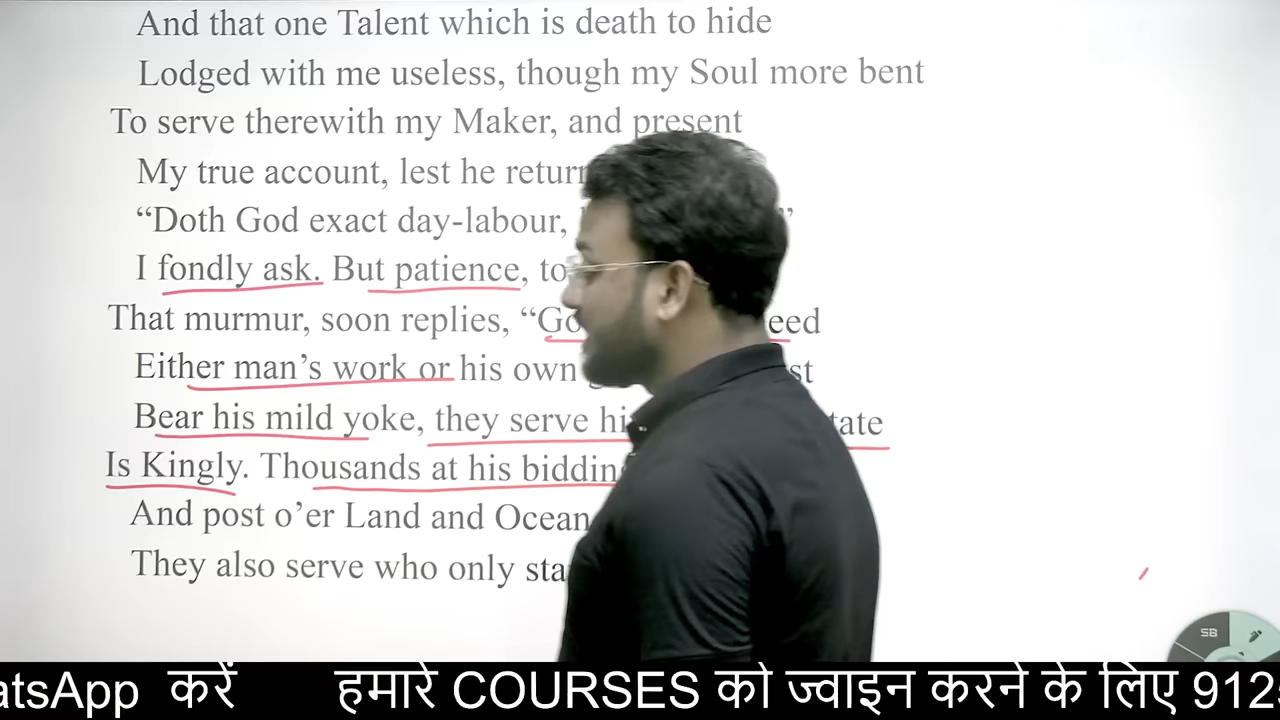 And that one Talent which is death to hide
Lodged with me useless, though my Soul more bent
To serve therewith my Maker, and present
My true account, lest he return
“Doth God exact day-labour, ”
I fondly ask. But patience, to
That murmur, soon replies, “Go eed
Either man’s work or his own st
Bear his mild yoke, they serve hi tate
Is Kingly. Thousands at his biddin
And post o’er Land and Ocean
They also serve who only sta
SB
atsApp करें हमारे COURSES को ज्वाइन करने के लिए 912